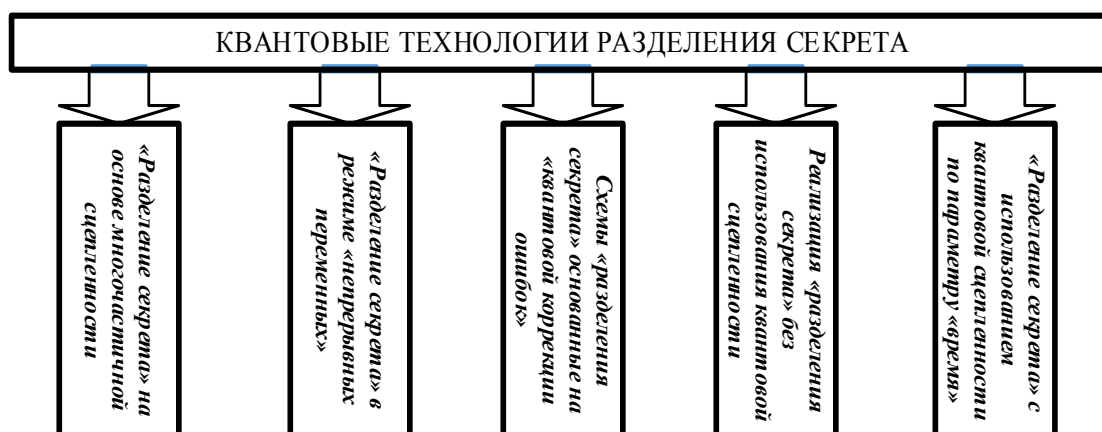 КВАНТОВЫЕ ТЕХНОЛОГИИ РАЗДЕЛЕНИЯ СЕКРЕТА
«Разделение секрета» на
основе многочастичной
сцепленности
«Разделение секрета» в
режиме «непрерывных
переменных»
Схемы «разделения
секрета» основанные на
«квантовой коррекции
ошибок»
Реализация «разделения
секрета» без
использования квантовой
сцепленности
«Разделение секрета» с
использованием
квантовой сцепленности
по параметру «время»